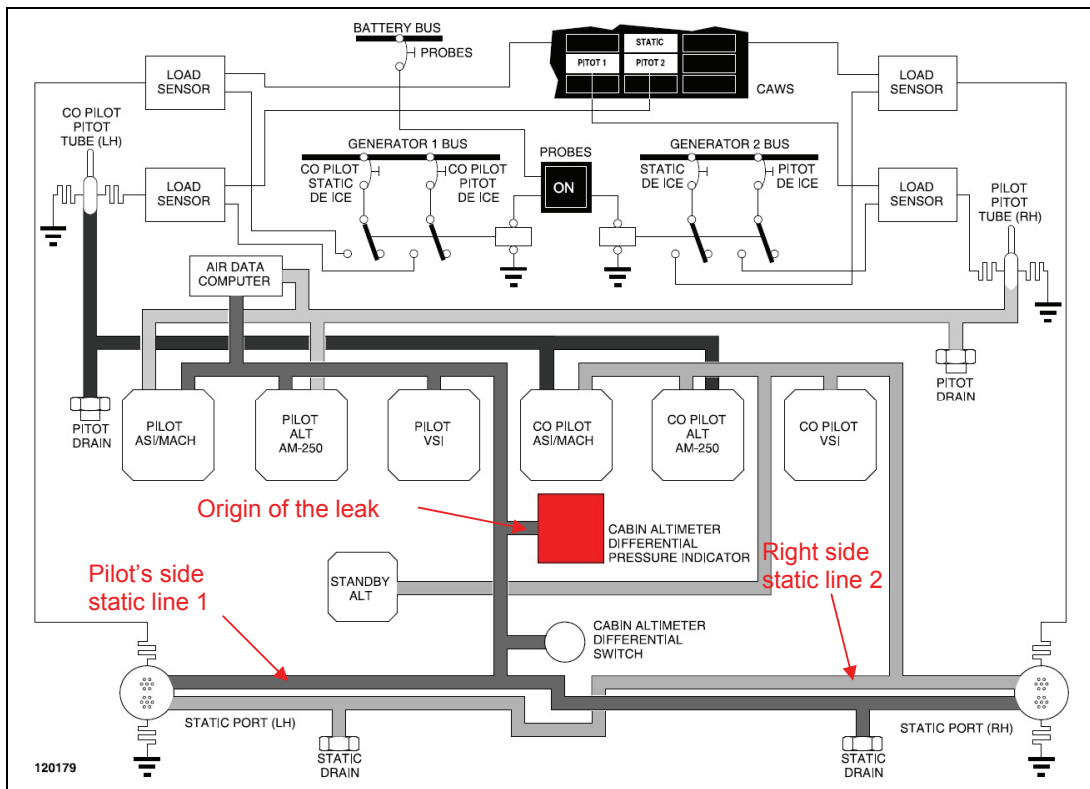 BATTERY BUS
PROBES
STATIC
PITOT 1
PITOT 2
CAWS
LOAD
SENSOR
LOAD
SENSOR
CO PILOT
PITOT
TUBE (LH)
GENERATOR 1 BUS
PROBES
GENERATOR 2 BUS
CO PILOT
STATIC
DE ICE
CO PILOT
PITOT
DE ICE
ON
STATIC
DE ICE
PITOT
DE ICE
LOAD
SENSOR
LOAD
SENSOR
PILOT
PITOT
TUBE (RH)
AIR DATA
COMPUTER
PITOT
DRAIN
PITOT
DRAIN
PILOT
ASI/MACH
PILOT
ALT
AM-250
PILOT
VSI
CO PILOT
ASI/MACH
CO PILOT
ALT
AM-250
CO PILOT
VSI
Origin of the leak
CABIN ALTIMETER
DIFFERENTIAL
PRESSURE INDICATOR
Right side
static line 2
Pilot's side
static line 1
STANDBY
ALT
CABIN ALTIMETER
DIFFERENTIAL
SWITCH
STATIC PORT (LH)
STATIC PORT (RH)
STATIC
DRAIN
STATIC
DRAIN
120179